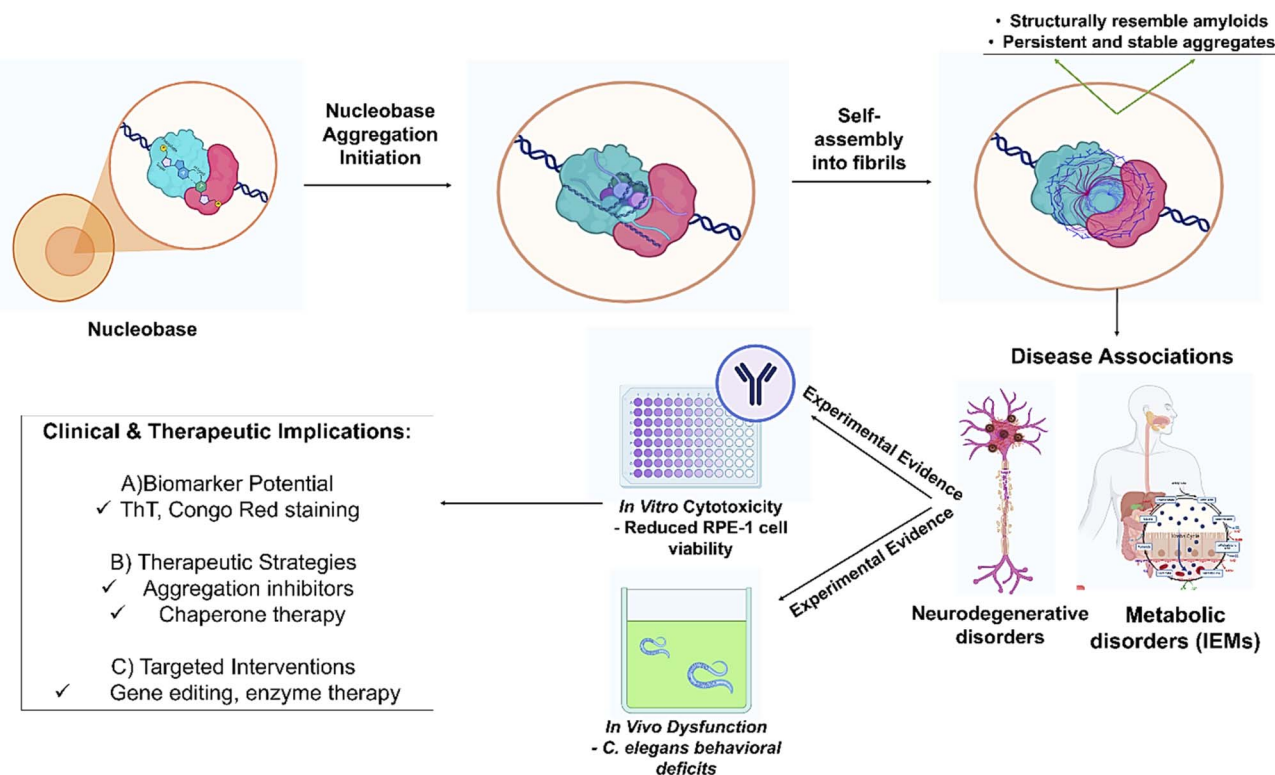 • Structurally resemble amyloids
• Persistent and stable aggregates
Nucleobase
Aggregation
Initiation
Self-
assembly
into fibrils
Nucleobase
Disease Associations
Experimental Evidence
Experimental Evidence
In Vitro Cytotoxicity
- Reduced RPE-1 cell
viability
In Vivo Dysfunction
- C. elegans behavioral
deficits
Neurodegenerative
disorders
Metabolic
disorders (IEMs)
Clinical & Therapeutic Implications:
A)Biomarker Potential
✓ ThT, Congo Red staining
B) Therapeutic Strategies
✓ Aggregation inhibitors
✓ Chaperone therapy
C) Targeted Interventions
✓ Gene editing, enzyme therapy